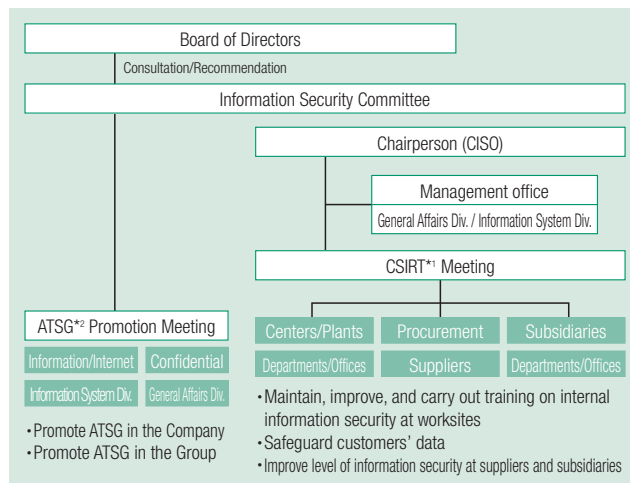 Board of Directors
Consultation/Recommendation
Information Security Committee
Chairperson (CISO)
Management office
General Affairs Div. / Information System Div.
CSIRT*1 Meeting
ATSG*2 Promotion Meeting
Information/Internet
Confidential
Information System Div.
General Affairs Div.
・Promote ATSG in the Company
・Promote ATSG in the Group
Centers/Plants
Procurement
Subsidiaries
Departments/Offices
Suppliers
Departments/Offices
・Maintain, improve, and carry out training on internal
information security at worksites
・Safeguard customers' data
・Improve level of information security at suppliers and subsidiaries